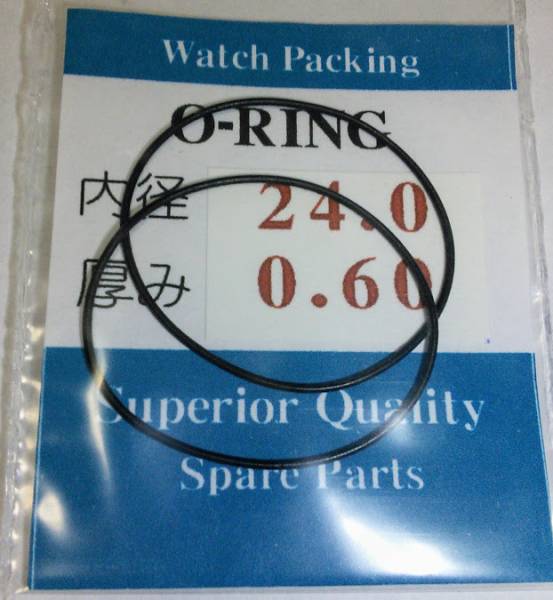 Watch Packing
O-RING
内径 24.0
厚み 0.60
Superior Quality
Spare Parts